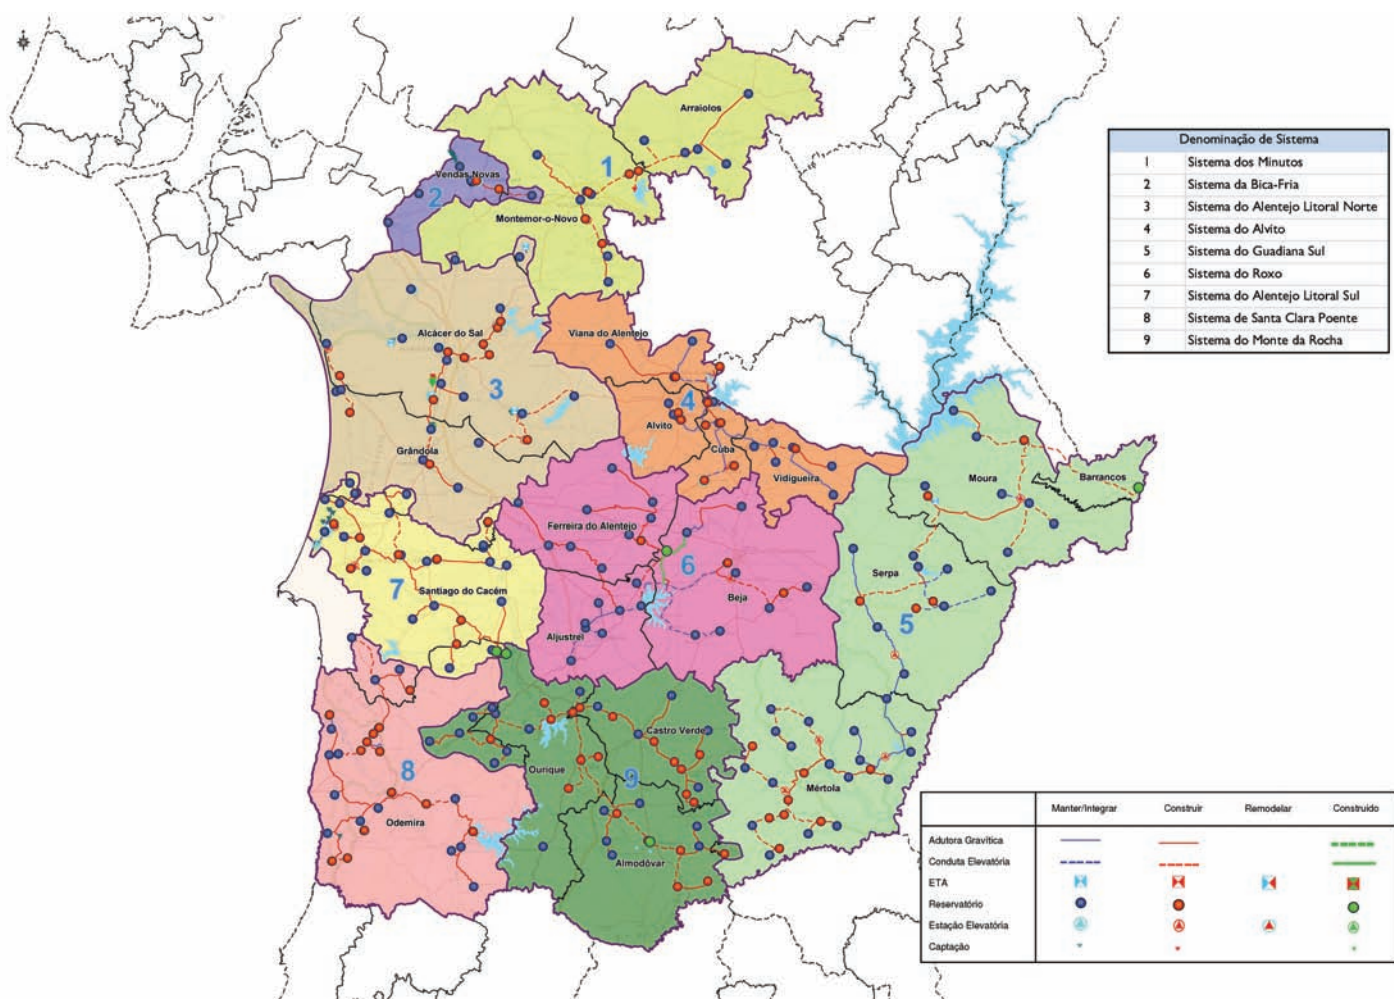 Arraiolos
1
Vendas Novas
2
Montemor-o-Novo
Denominação de Sistema
1 Sistema dos Minutos
2 Sistema da Bica-Fria
3 Sistema do Alentejo Litoral Norte
4 Sistema do Alvito
5 Sistema do Guadiana Sul
6 Sistema do Roxo
7 Sistema do Alentejo Litoral Sul
8 Sistema de Santa Clara Poente
9 Sistema do Monte da Rocha
Alcácer do Sal
Viana do Alentejo
3
4
Alvito
Grândola
Cuba
Vidigueira
Moura
Barrancos
Ferreira do Alentejo
6
Serpa
7
Santiago do Cacém
Beja
5
Aljustrel
Castro Verde
8
Ourique
9
Mértola
Odemira
Almodôvar
Manter/Integrar Construir Remodelar Construido
Adutora Gravítica
Conduta Elevatória
ETA
Reservatório
Estação Elevatória
Captação